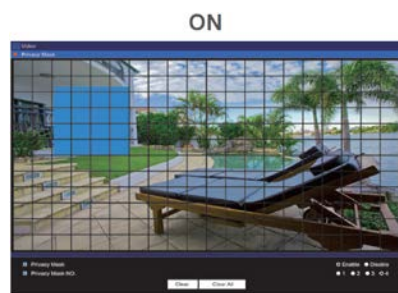 ON
Video
Privacy Mask
Privacy Mask Enable Disable
Privacy Mask NO. 1 2 3 4
Clear Clear All